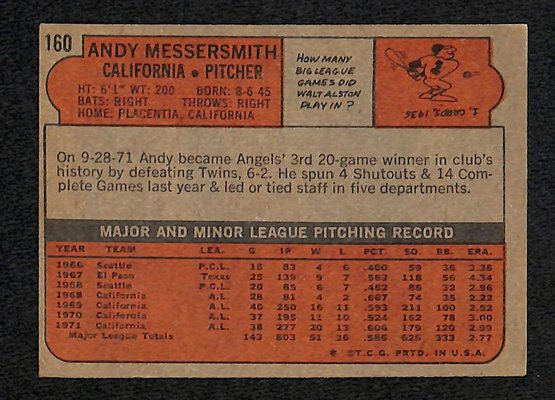 160
ANDY MESSERSMITH
CALIFORNIA • PITCHER
HT: 6'1" WT: 200 BORN: 8-6-45
BATS: RIGHT THROWS: RIGHT
HOME: PLACENTIA, CALIFORNIA
HOW MANY
BIG LEAGUE
GAMES DID
WALT ALSTON
PLAY IN?
1, CARDS, 1936
On 9-28-71 Andy became Angels' 3rd 20-game winner in club's
history by defeating Twins, 6-2. He spun 4 Shutouts & 14 Com-
plete Games last year & led or tied staff in five departments.
MAJOR AND MINOR LEAGUE PITCHING RECORD
YEAR TEAM LEA. G IP W L PCT. SO. BB. ERA.
1966 Seattle P.C.L. 18 83 4 6 .400 59 38 3.36
1967 El Paso Texas 25 139 9 7 .563 118 56 4.34
1968 Seattle P.C.L. 20 85 6 7 .462 86 32 2.96
1968 California A.L. 28 81 4 2 .667 74 35 2.22
1969 California A.L. 40 250 16 11 .593 211 100 2.52
1970 California A.L. 37 195 11 10 .524 162 78 3.00
1971 California A.L. 38 277 20 13 .606 179 120 2.99
Major League Totals 143 803 51 36 .586 626 333 2.77
© T.C.G. PRTD. IN U.S.A.